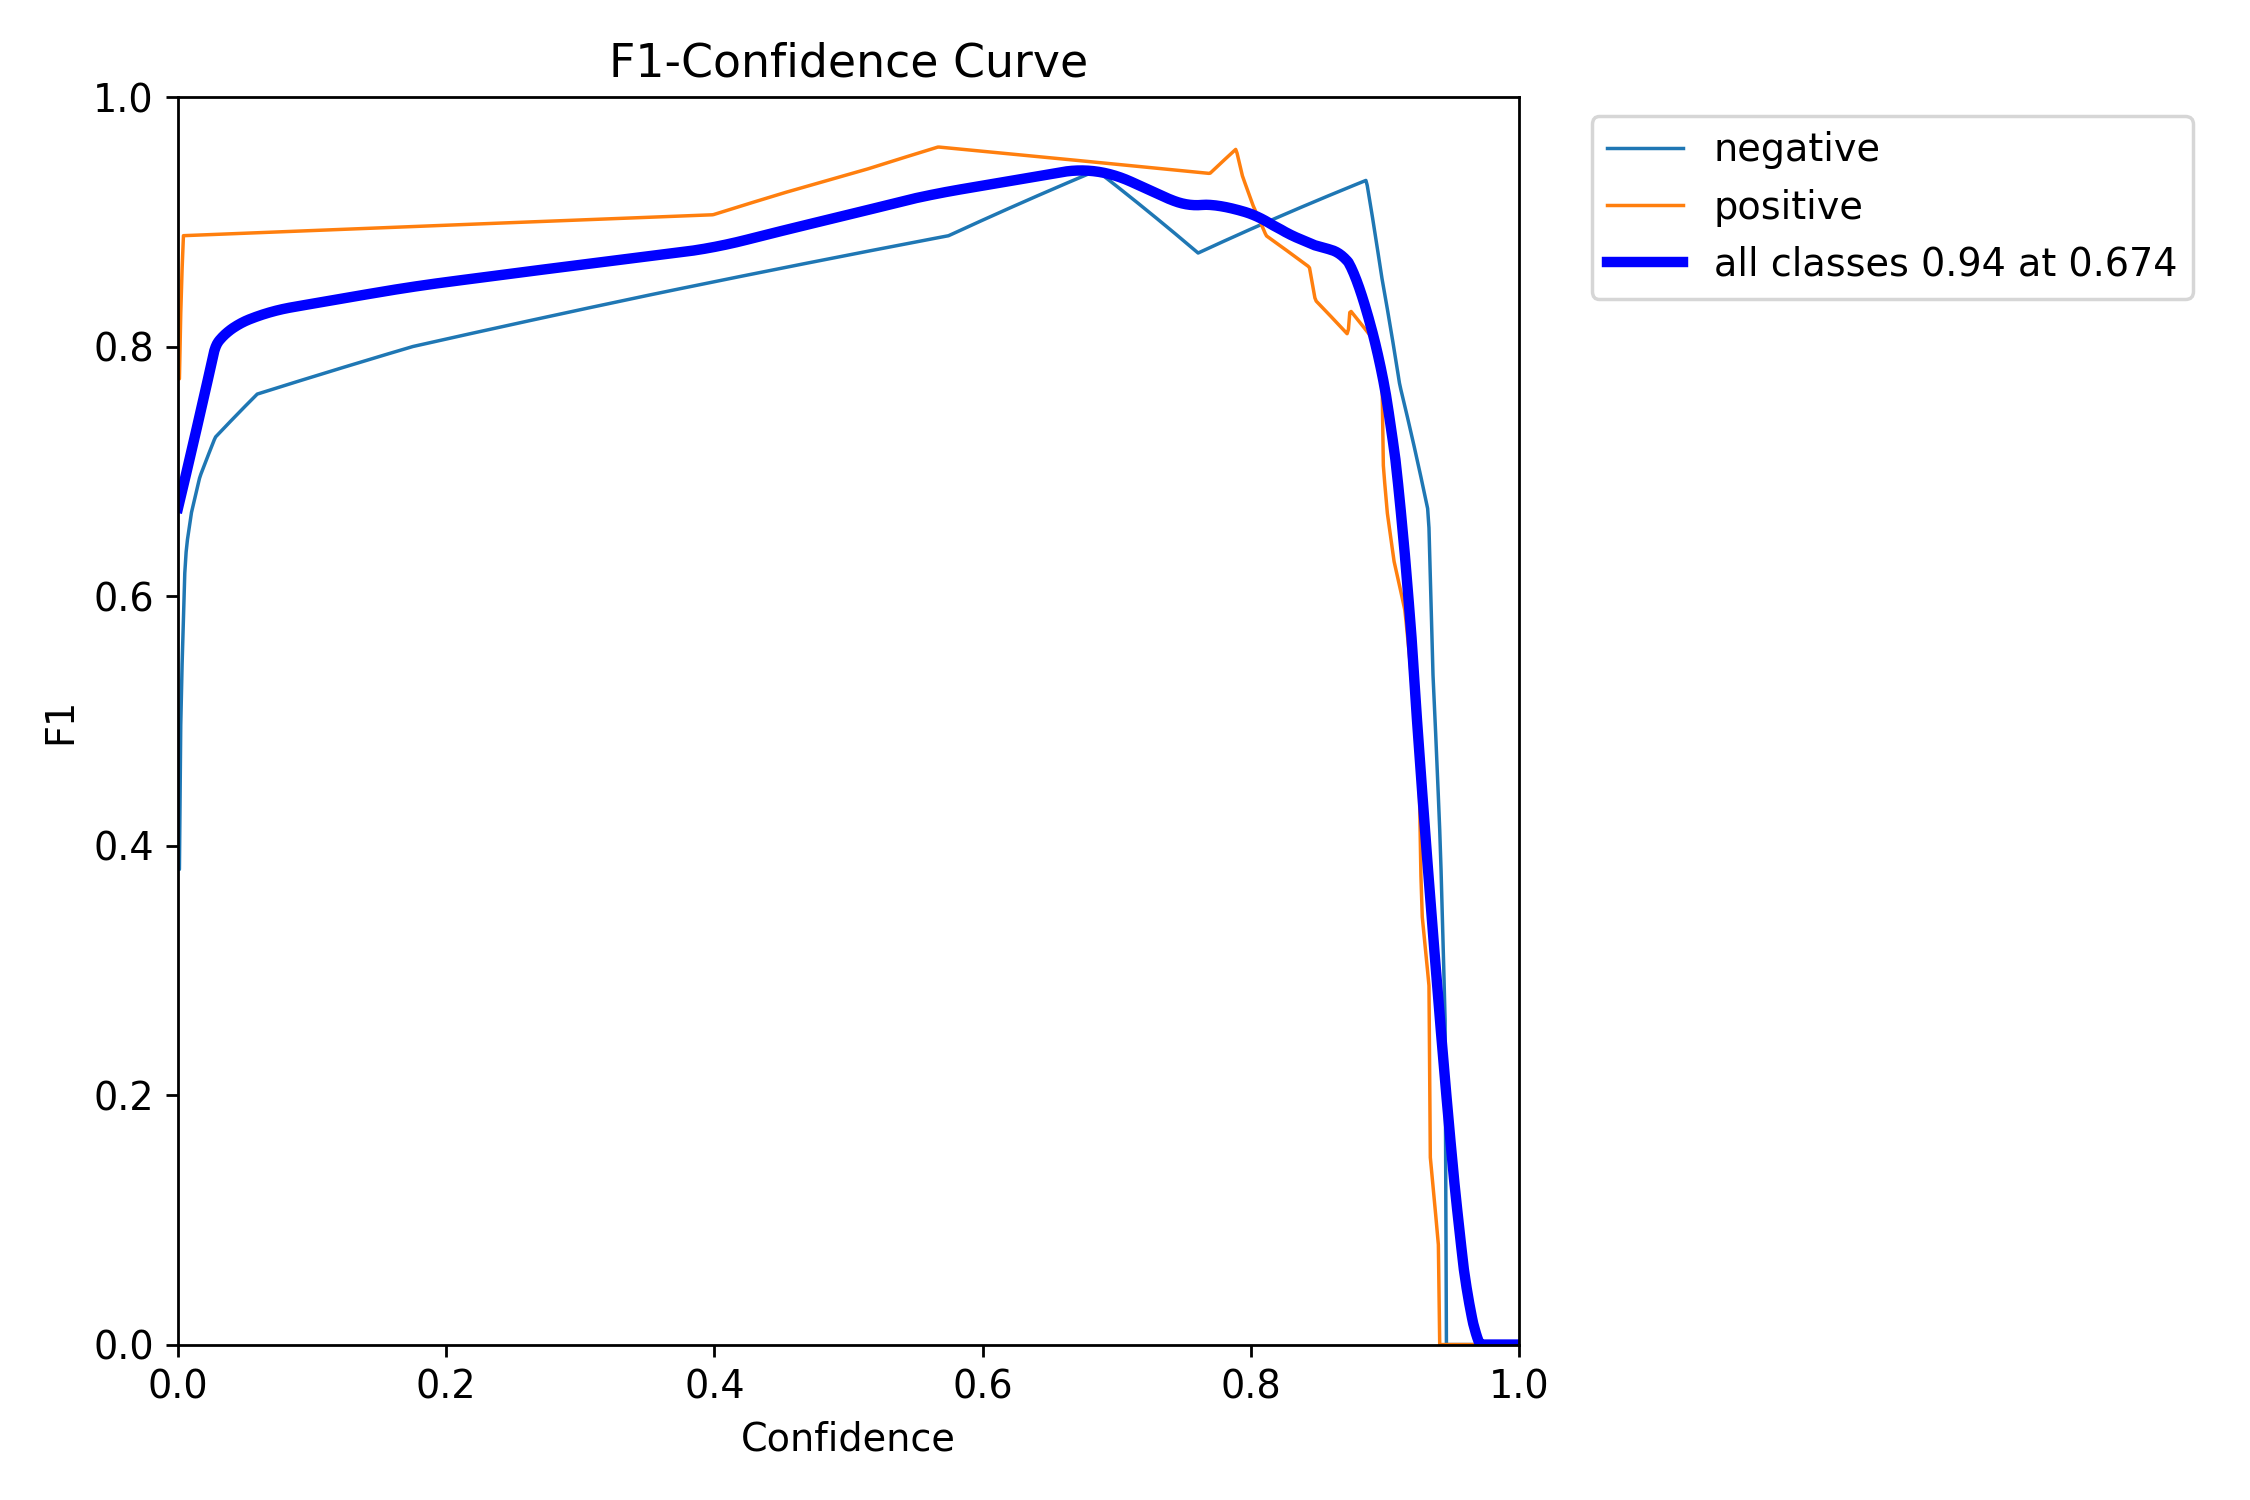 F1-Confidence Curve
1.0
0.8
0.6
0.4
0.2
0.0
F1
0.0 0.2 0.4 0.6 0.8 1.0
Confidence
negative
positive
all classes 0.94 at 0.674